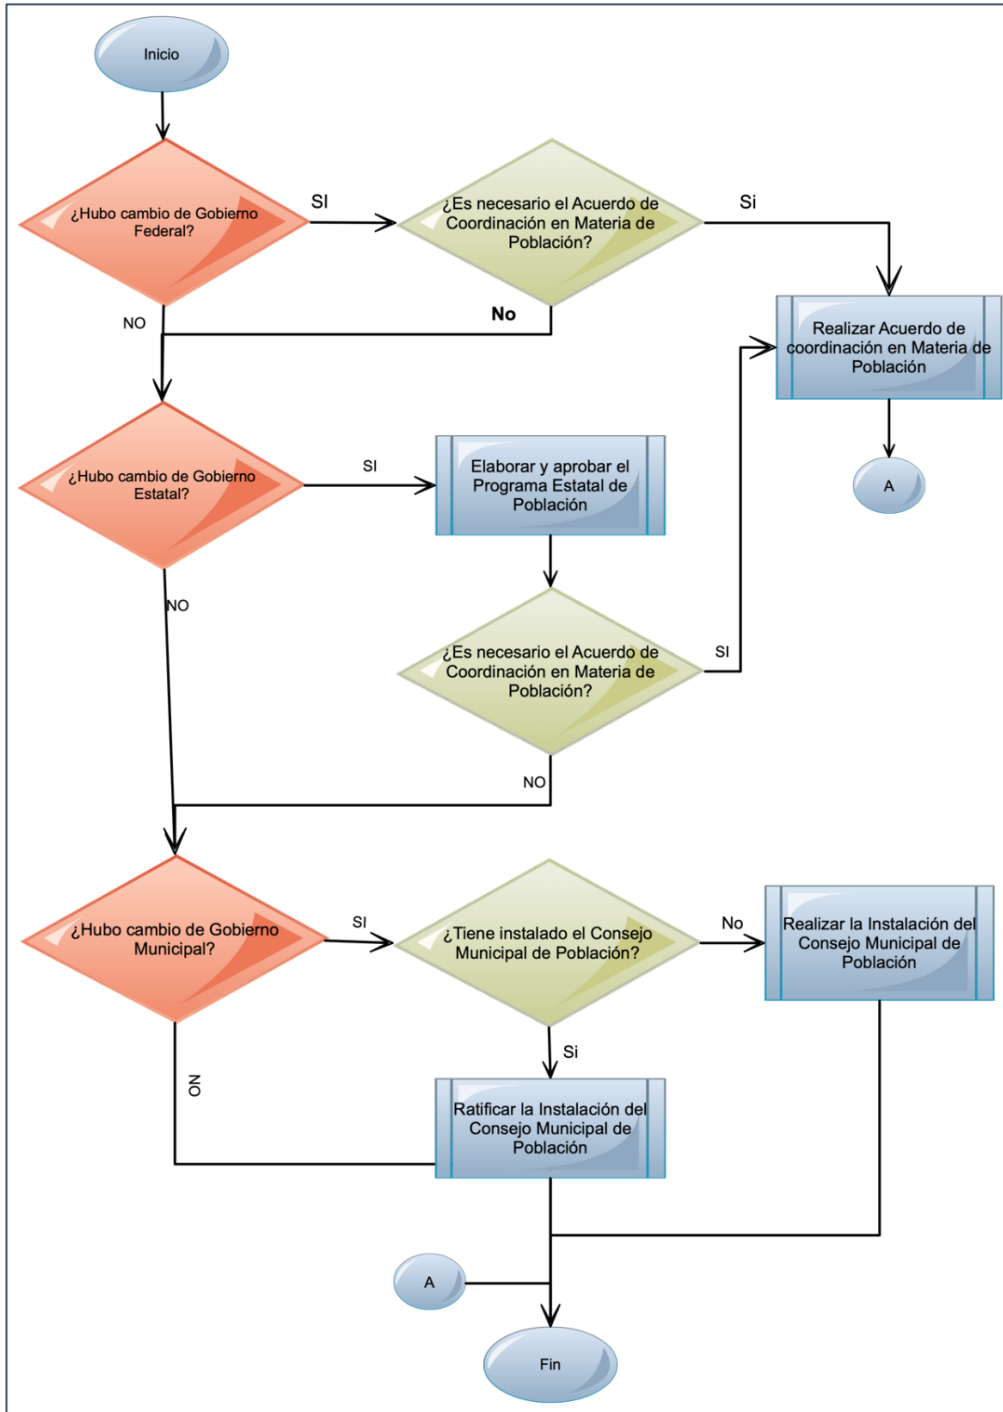 Inicio
¿Hubo cambio de Gobierno
Federal?
SI
¿Es necesario el Acuerdo de
Coordinación en Materia de
Población?
Si
NO
No
Realizar Acuerdo de
coordinación en Materia de
Población
A
¿Hubo cambio de Gobierno
Estatal?
SI
Elaborar y aprobar el
Programa Estatal de
Población
NO
¿Es necesario el Acuerdo de
Coordinación en Materia de
Población?
SI
NO
¿Hubo cambio de Gobierno
Municipal?
SI
¿Tiene instalado el Consejo
Municipal de Población?
No
Realizar la Instalación del
Consejo Municipal de
Población
Si
NO
Ratificar la Instalación del
Consejo Municipal de
Población
A
Fin